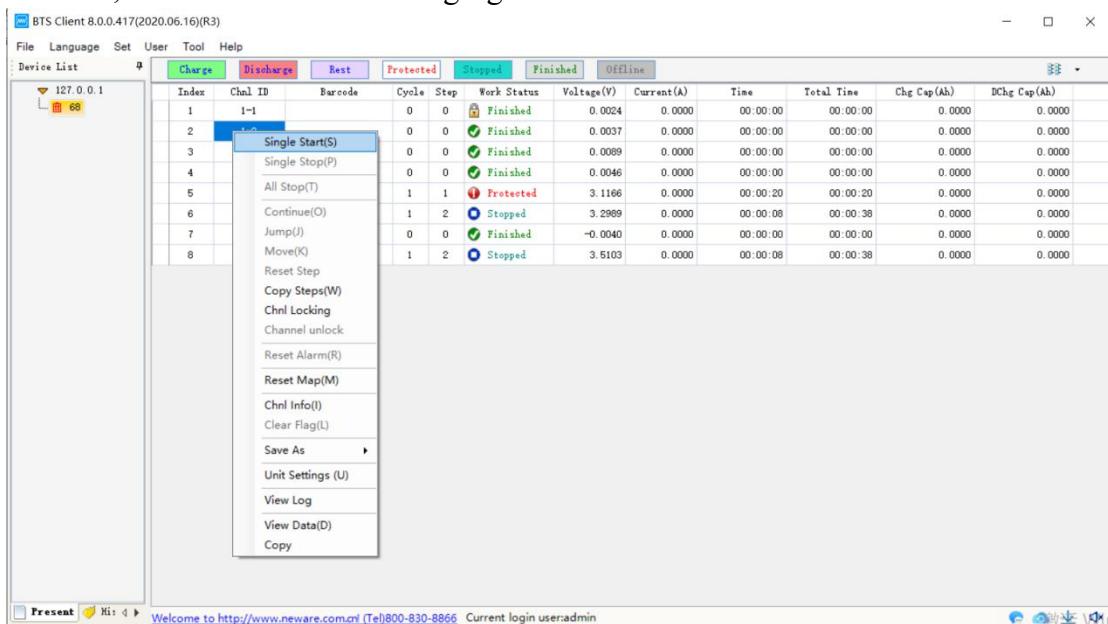 BTS Client 8.0.0.417(2020.06.16)(R3)
File Language Set User Tool Help
Device List
Charge Discharge Rest Protected Stopped Finished Offline
127.0.0.1
68
Index Chnl ID Barcode Cycle Step Work Status Voltage(V) Current(A) Time Total Time Chg Cap(Ah) DChg Cap(Ah)
1 1-1 0 0 Finished 0.0024 0.0000 00:00:00 00:00:00 0.0000 0.0000
2 0 0 Finished 0.0037 0.0000 00:00:00 00:00:00 0.0000 0.0000
3 0 0 Finished 0.0089 0.0000 00:00:00 00:00:00 0.0000 0.0000
4 0 0 Finished 0.0046 0.0000 00:00:00 00:00:00 0.0000 0.0000
5 1 1 Protected 3.1166 0.0000 00:00:20 00:00:20 0.0000 0.0000
6 1 2 Stopped 3.2989 0.0000 00:00:08 00:00:38 0.0000 0.0000
7 0 0 Finished -0.0040 0.0000 00:00:00 00:00:00 0.0000 0.0000
8 1 2 Stopped 3.5103 0.0000 00:00:08 00:00:38 0.0000 0.0000
Single Start(S)
Single Stop(P)
All Stop(T)
Continue(O)
Jump(J)
Move(K)
Reset Step
Copy Steps(W)
Chnl Locking
Channel unlock
Reset Alarm(R)
Reset Map(M)
Chnl Info(I)
Clear Flag(L)
Save As
Unit Settings (U)
View Log
View Data(D)
Copy
Present
Welcome to http://www.neware.com.cn! (Tel)800-830-8866 Current login user:admin